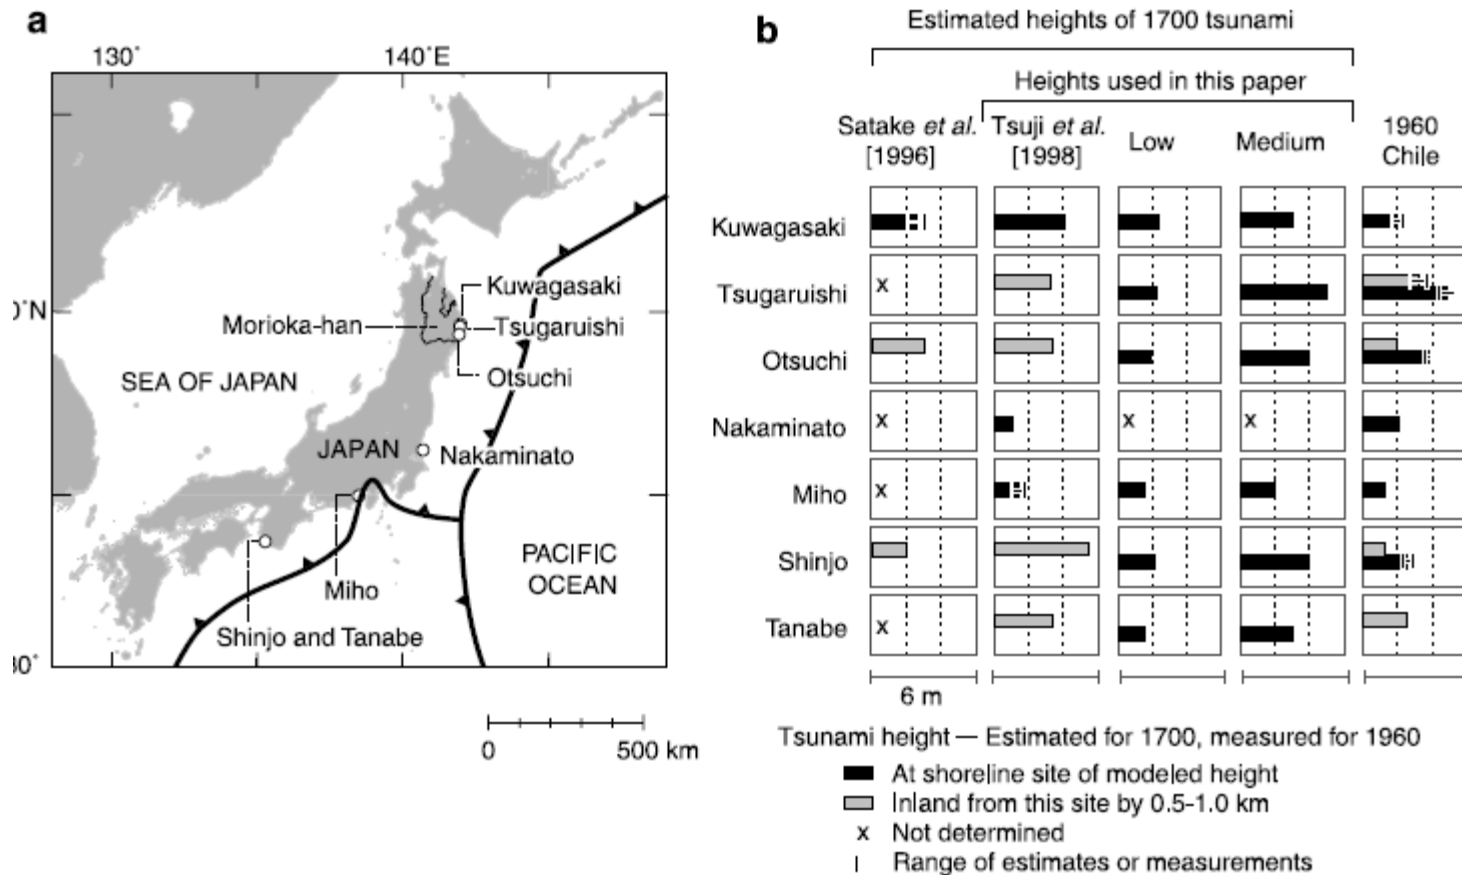 a
130°
140°E
0°N
30°
Kuwagasaki
Morioka-han
Tsugaruishi
Otsuchi
SEA OF JAPAN
JAPAN
Nakaminato
PACIFIC
OCEAN
Miho
Shinjo and Tanabe
0
500 km
b
Estimated heights of 1700 tsunami
Heights used in this paper
Satake et al.
[1996]
Tsuji et al.
[1998]
Low
Medium
1960
Chile
Kuwagasaki
Tsugaruishi
x
Otsuchi
Nakaminato
x
x
x
Miho
x
Shinjo
Tanabe
x
6 m
Tsunami height — Estimated for 1700, measured for 1960
At shoreline site of modeled height
Inland from this site by 0.5-1.0 km
x Not determined
Range of estimates or measurements